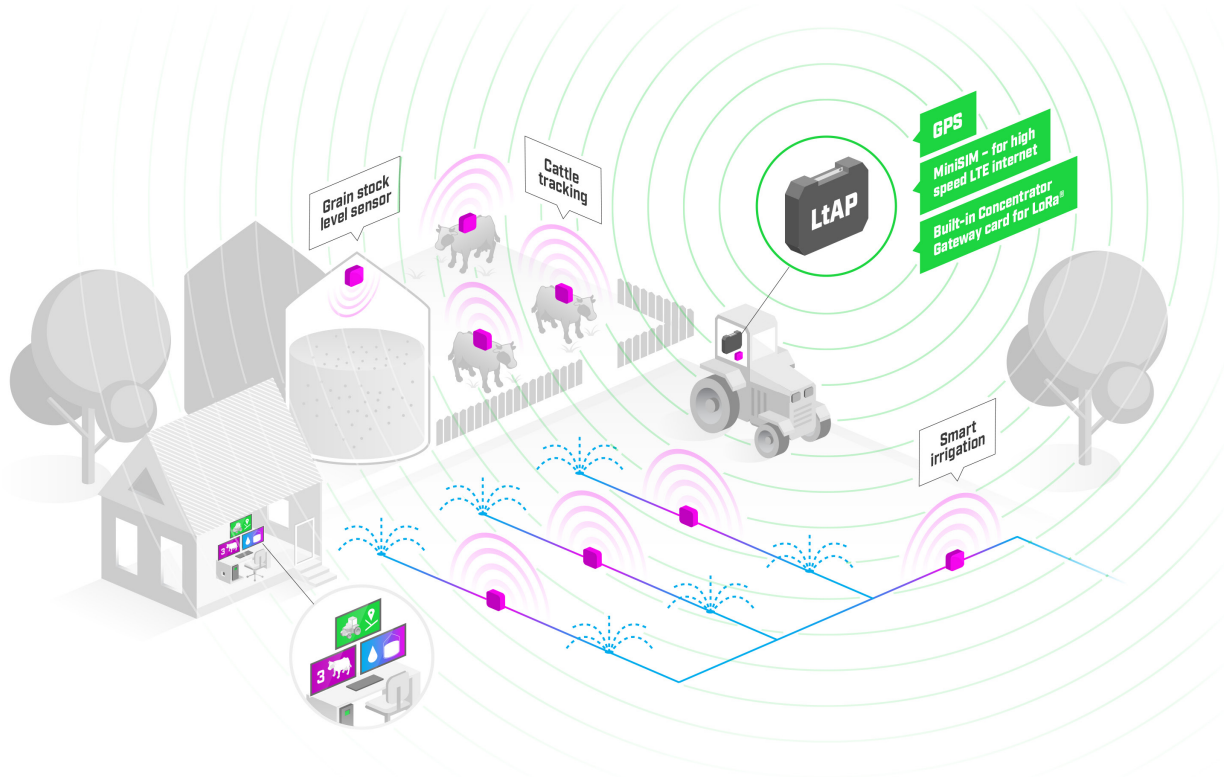 GPS
MiniSIM – for high
speed LTE internet
Built-in Concentrator
Gateway card for LoRa®
LtAP
Cattle
tracking
Grain stock
level sensor
Smart
irrigation
3
3